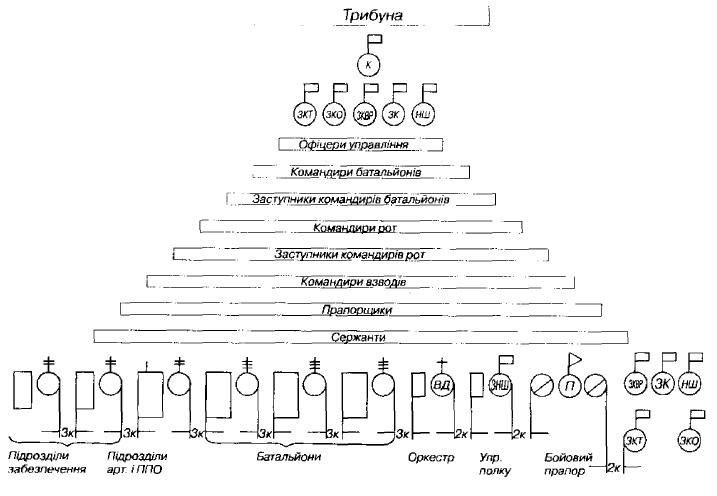 Трибуна
К
ЗКТ ЗКО ЗКВР ЗК НШ
Офіцери управління
Командири батальйонів
Заступники командирів батальйонів
Командири рот
Заступники командирів рот
Командири взводів
Прапорщики
Сержанти
ВД ЗНШ П ЗКВР ЗК НШ
3к 3к 3к 3к 3к 3к 2к 2к ЗКТ ЗКО
Підрозділи забезпечення
Підрозділи арт. і ППО
Батальйони
Оркестр
Упр. полку
Бойовий прапор
2к